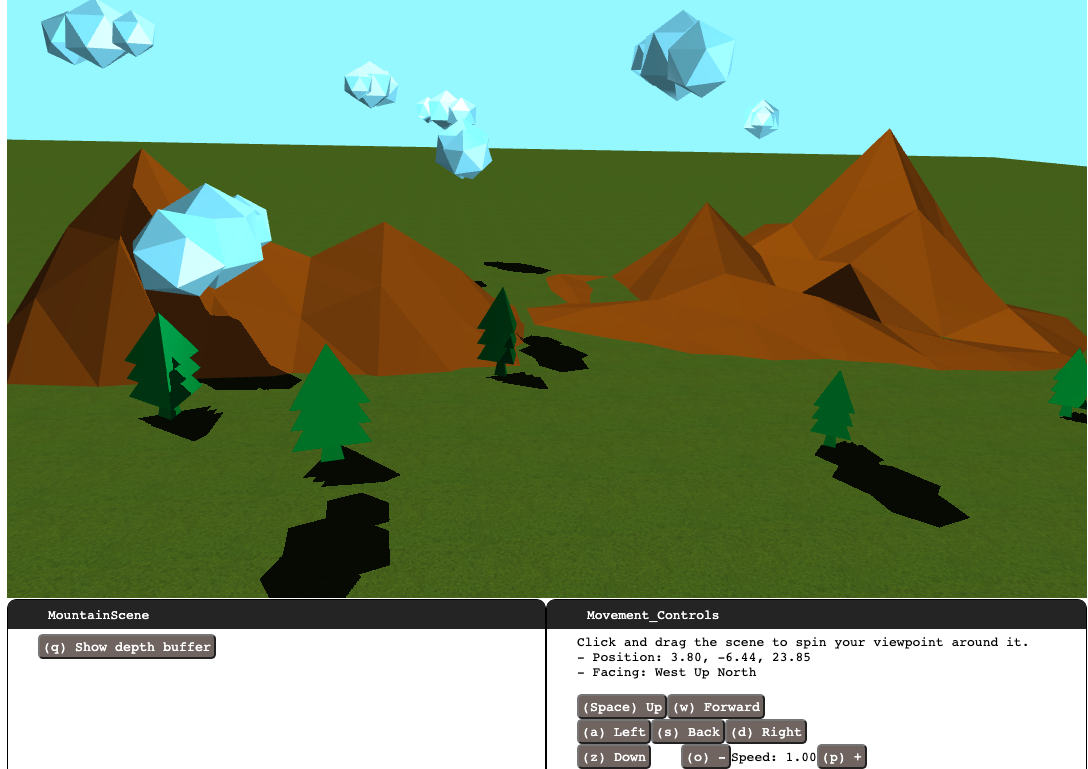 MountainScene
(q) Show depth buffer
Movement_Controls
Click and drag the scene to spin your viewpoint around it.
- Position: 3.80, -6.44, 23.85
- Facing: West Up North
(Space) Up (w) Forward
(a) Left (s) Back (d) Right
(z) Down (o) - Speed: 1.00 (p) +